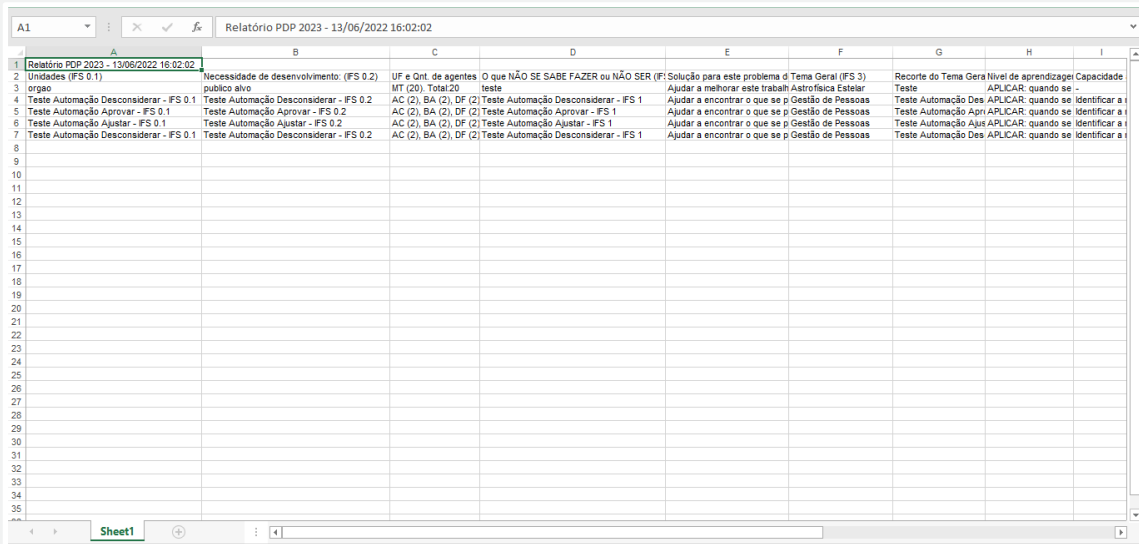 A1 fx Relatório PDP 2023 - 13/06/2022 16:02:02
A B C D E F G H I
1 Relatório PDP 2023 - 13/06/2022 16:02:02
2 Unidades (IFS 0.1) Necessidade de desenvolvimento: (IFS 0.2) UF e Qnt. de agentes O que NÃO SE SABE FAZER ou NÃO SER (IFS Solução para este problema d Tema Geral (IFS 3) Recorte do Tema Gera Nivel de aprendizager Capacidade
3 orgao publico alvo MT (20). Total:20 teste Ajudar a melhorar este trabalh Astrofísica Estelar Teste APLICAR: quando se -
4 Teste Automação Desconsiderar - IFS 0.1 Teste Automação Desconsiderar - IFS 0.2 AC (2), BA (2), DF (2) Teste Automação Desconsiderar - IFS 1 Ajudar a encontrar o que se p Gestão de Pessoas Teste Automação Des APLICAR: quando se Identificar a
5 Teste Automação Aprovar - IFS 0.1 Teste Automação Aprovar - IFS 0.2 AC (2), BA (2), DF (2) Teste Automação Aprovar - IFS 1 Ajudar a encontrar o que se p Gestão de Pessoas Teste Automação Apr APLICAR: quando se Identificar a
6 Teste Automação Ajustar - IFS 0.1 Teste Automação Ajustar - IFS 0.2 AC (2), BA (2), DF (2) Teste Automação Ajustar - IFS 1 Ajudar a encontrar o que se p Gestão de Pessoas Teste Automação Ajus APLICAR: quando se Identificar a
7 Teste Automação Desconsiderar - IFS 0.1 Teste Automação Desconsiderar - IFS 0.2 AC (2), BA (2), DF (2) Teste Automação Desconsiderar - IFS 1 Ajudar a encontrar o que se p Gestão de Pessoas Teste Automação Des APLICAR: quando se Identificar a
8
9
10
11
12
13
14
15
16
17
18
19
20
21
22
23
24
25
26
27
28
29
30
31
32
33
34
35
Sheet1